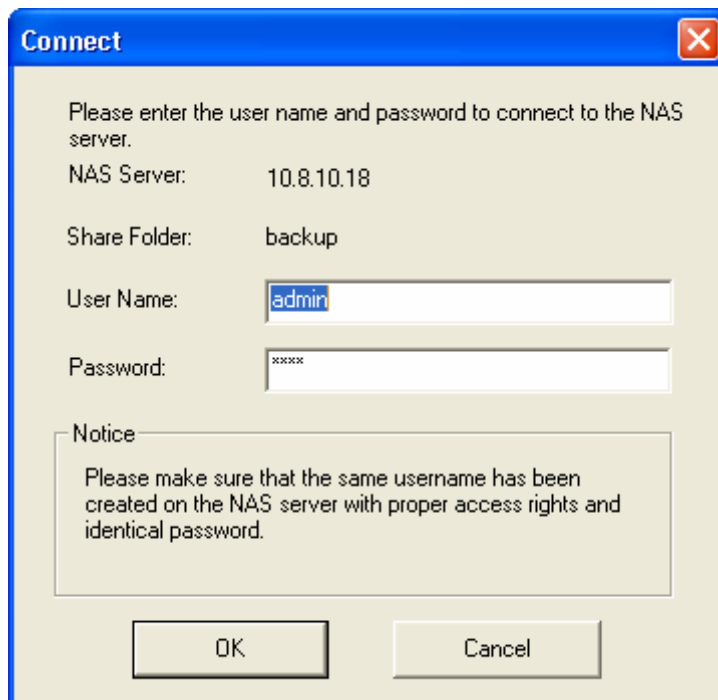 Connect
Please enter the user name and password to connect to the NAS
server.
NAS Server: 10.8.10.18
Share Folder: backup
User Name: admin
Password: ****
Notice
Please make sure that the same username has been
created on the NAS server with proper access rights and
identical password.
OK Cancel